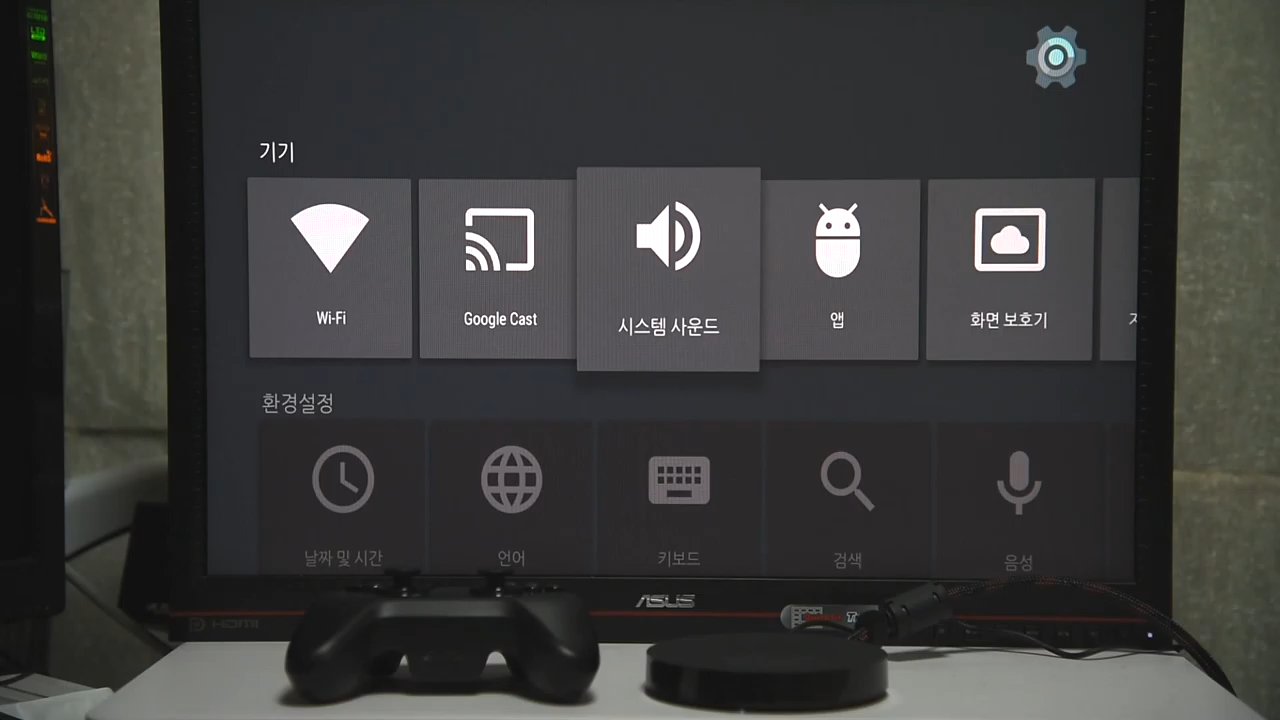 기기
Wi-Fi
Google Cast
시스템 사운드
앱
화면 보호기
환경설정
날짜 및 시간
언어
키보드
검색
음성
ASUS
HDMI